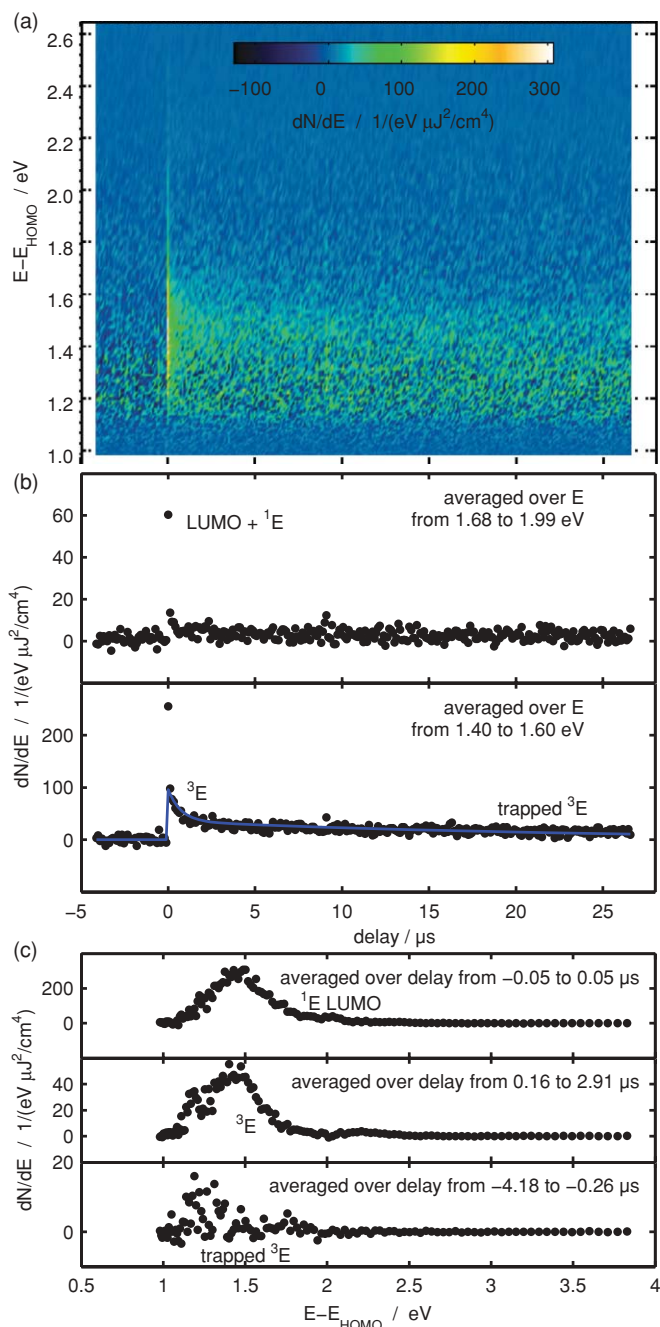 (a)
2.6
2.4
2.2
2.0
1.8
1.6
1.4
1.2
1.0
E−E_HOMO / eV
−100 0 100 200 300
dN/dE / 1/(eV μJ²/cm⁴)
(b)
60
40
20
0
LUMO + ¹E
averaged over E
from 1.68 to 1.99 eV
dN/dE / 1/(eV μJ²/cm⁴)
200
100
0
averaged over E
from 1.40 to 1.60 eV
³E
trapped ³E
−5 0 5 10 15 20 25
delay / μs
(c)
200
0
averaged over delay from −0.05 to 0.05 μs
¹E LUMO
dN/dE / 1/(eV μJ²/cm⁴)
40
20
0
averaged over delay from 0.16 to 2.91 μs
³E
20
0
averaged over delay from −4.18 to −0.26 μs
trapped ³E
0.5 1 1.5 2 2.5 3 3.5 4
E−E_HOMO / eV